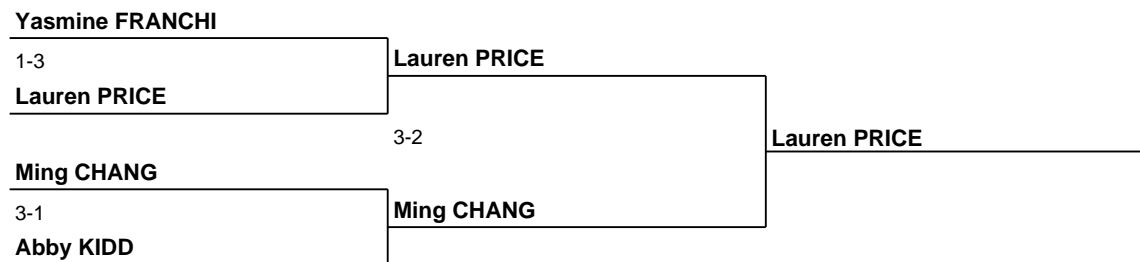 Yasmine FRANCHI
1-3
Lauren PRICE
Lauren PRICE
3-2
Lauren PRICE
Ming CHANG
3-1
Ming CHANG
Abby KIDD